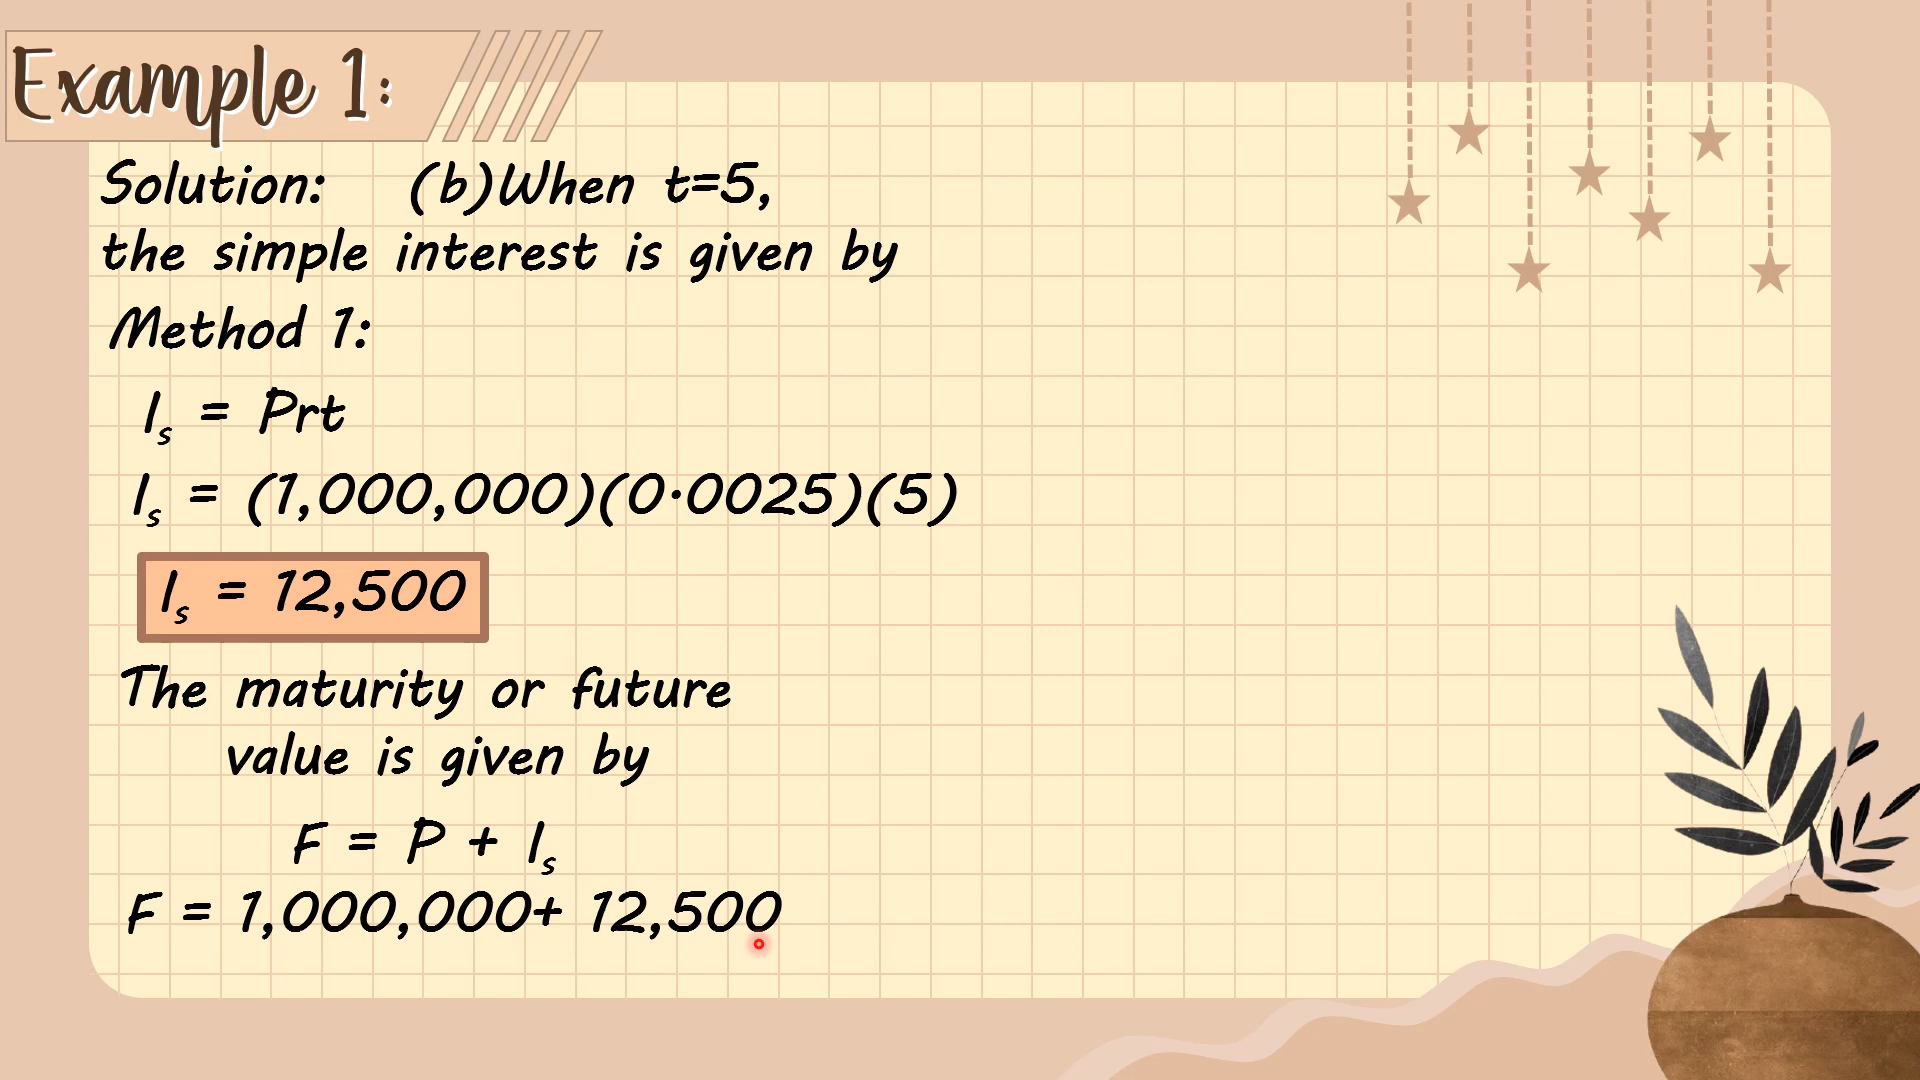 Example 1:
Solution: (b)When t=5,
the simple interest is given by
Method 1:
Iₛ = Prt
Iₛ = (1,000,000)(0.0025)(5)
Iₛ = 12,500
The maturity or future
value is given by
F = P + Iₛ
F = 1,000,000+ 12,500